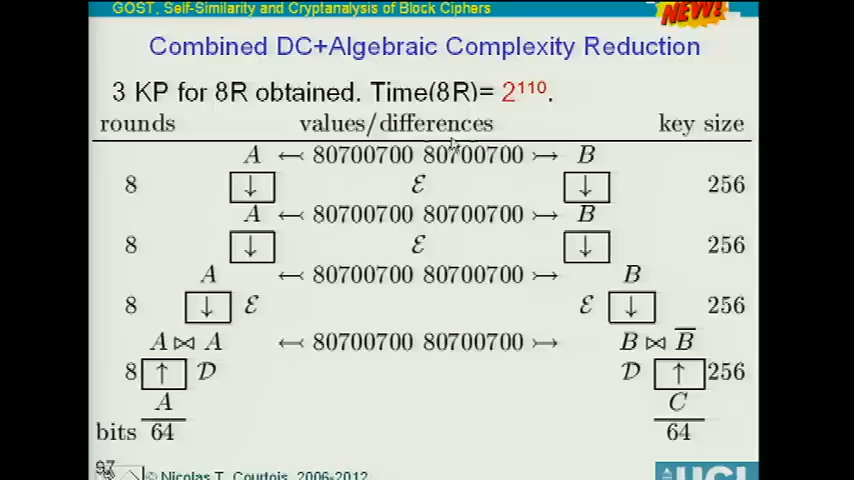 GOST, Self-Similarity and Cryptanalysis of Block Ciphers
NEW!
Combined DC+Algebraic Complexity Reduction
3 KP for 8R obtained. Time(8R)= 2^110.
rounds values/differences key size
A ↢ 80700700 80700700 ↣ B
8 ↓ ℰ ↓ 256
A ↢ 80700700 80700700 ↣ B
8 ↓ ℰ ↓ 256
A ↢ 80700700 80700700 ↣ B
8 ↓ ℰ ℰ ↓ 256
A ⋈ A ↢ 80700700 80700700 ↣ B ⋈ B̅
8 ↑ 𝒟 𝒟 ↑ 256
A C
bits 64 64
97
© Nicolas T. Courtois, 2006-2012
UCL